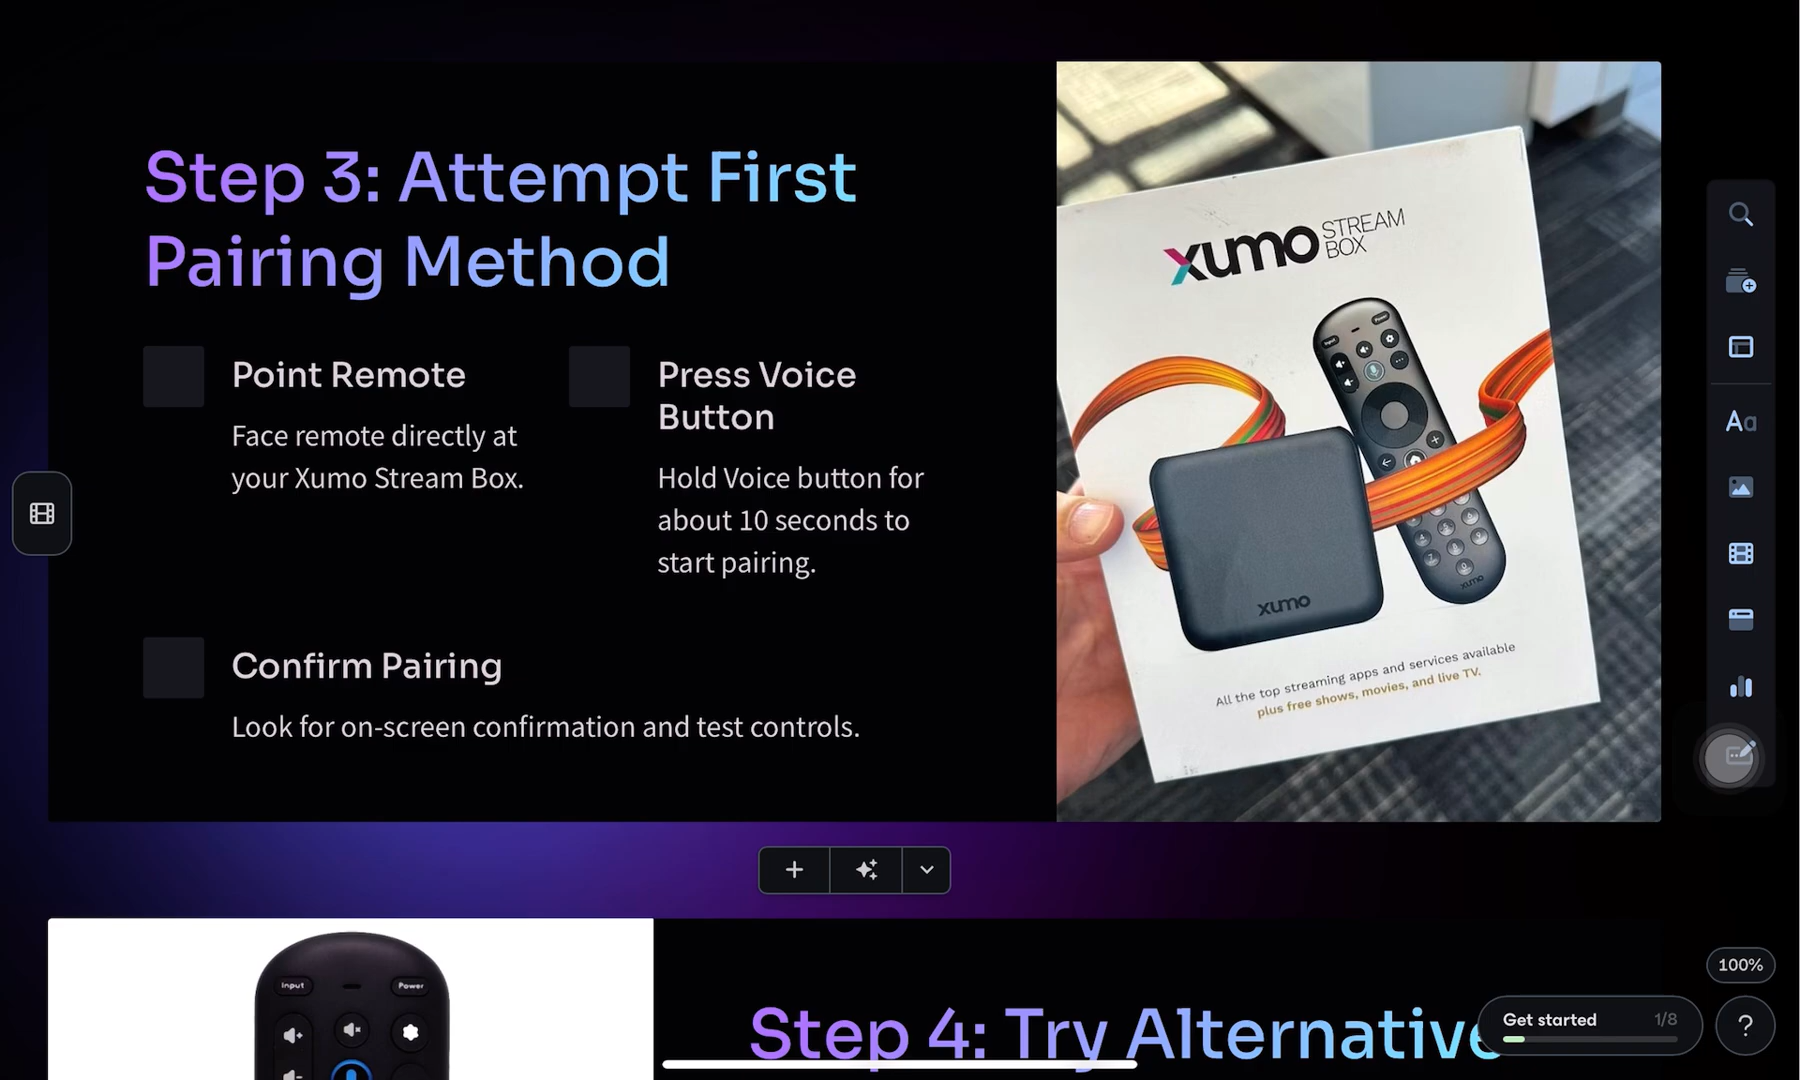 Step 3: Attempt First
Pairing Method
Point Remote
Face remote directly at
your Xumo Stream Box.
Press Voice
Button
Hold Voice button for
about 10 seconds to
start pairing.
Confirm Pairing
Look for on-screen confirmation and test controls.
xumo STREAM
BOX
Input
Power
xumo
xumo
All the top streaming apps and services available
plus free shows, movies, and live TV.
Aa
100%
Get started 1/8
?
Input
Power
Step 4: Try Alternative